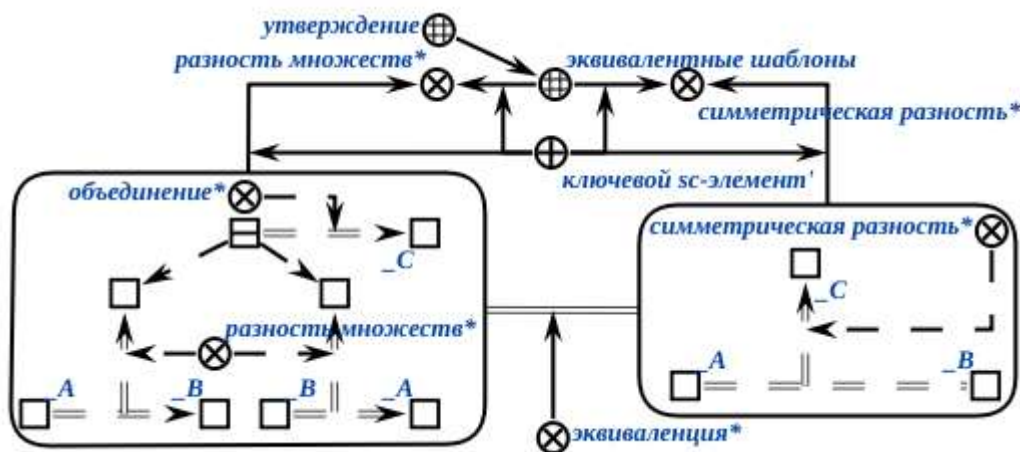 утверждение
разность множеств*
эквивалентные шаблоны
симметрическая разность*
ключевой sc-элемент'
объединение*
симметрическая разность*
_C
_C
разность множеств*
_A
_B
_B
_A
_A
_B
эквиваленция*